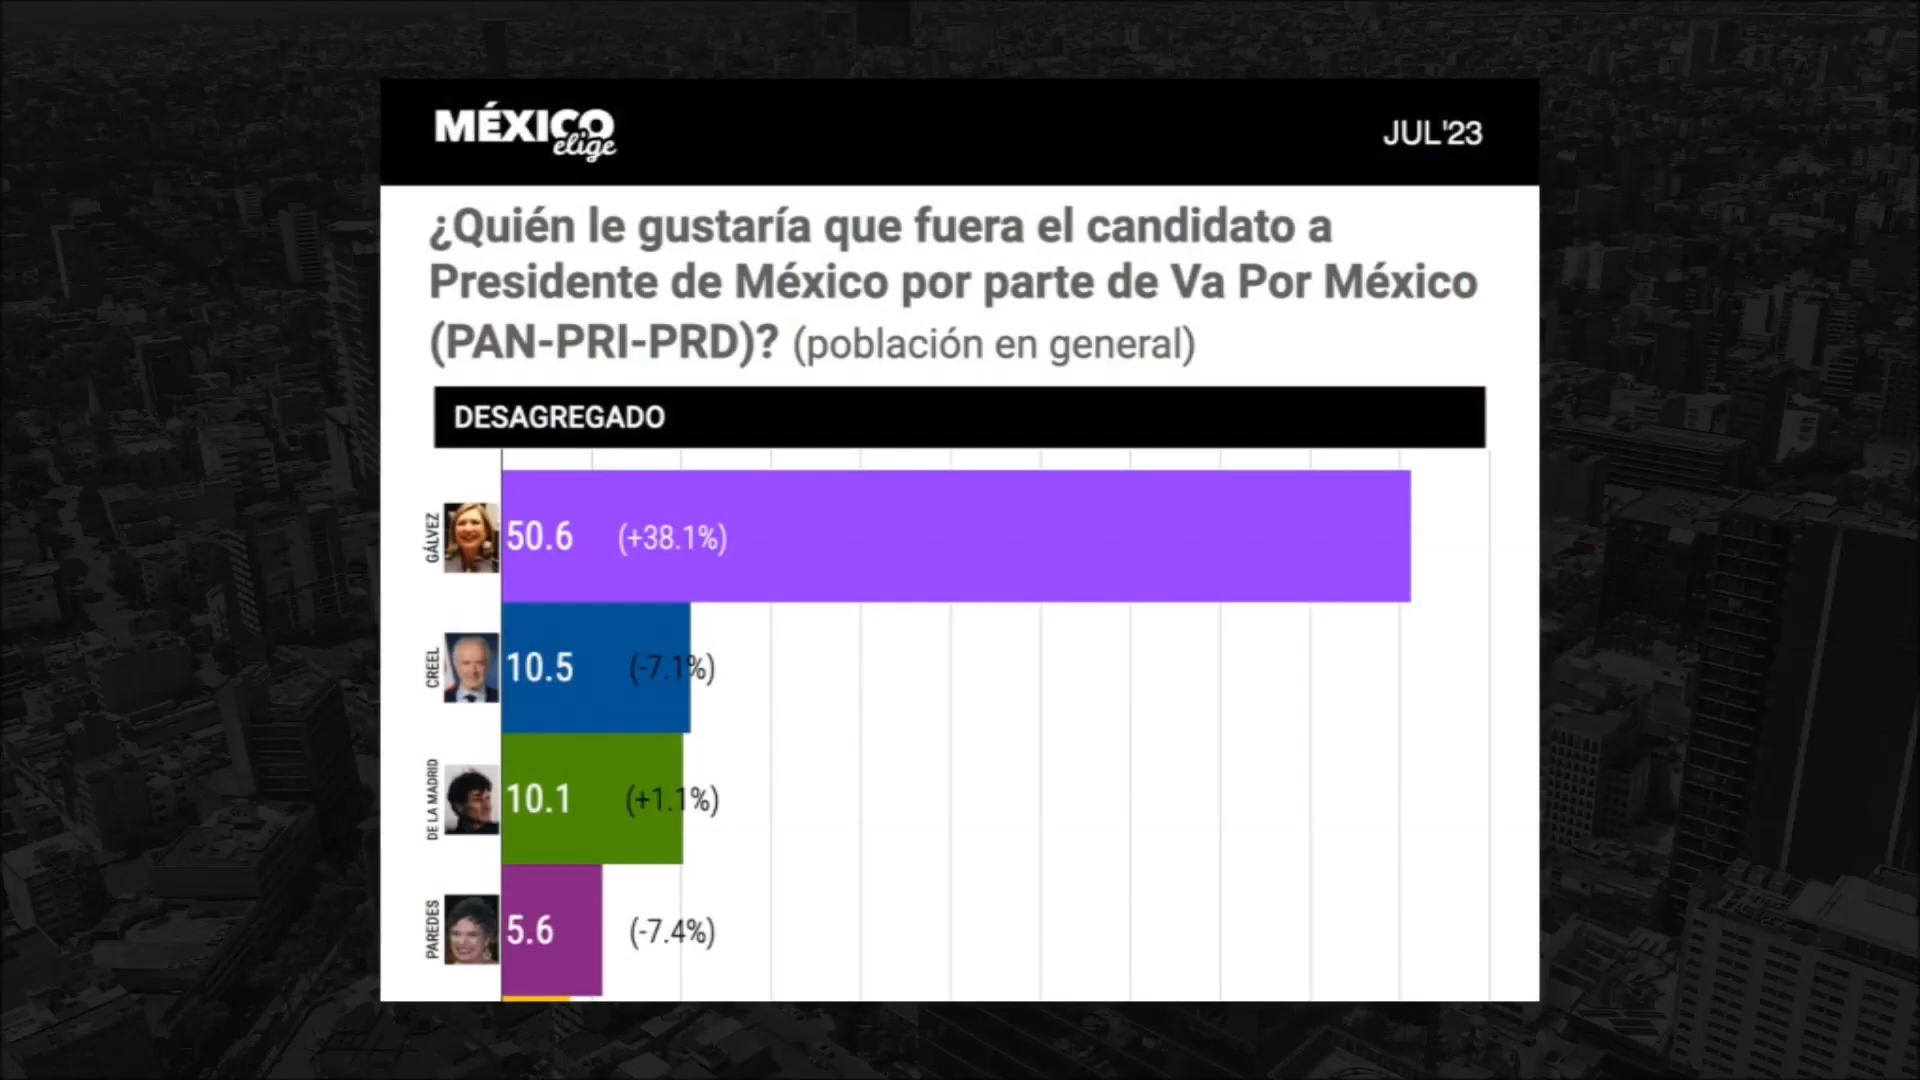 MÉXICO
elige
JUL'23
¿Quién le gustaría que fuera el candidato a
Presidente de México por parte de Va Por México
(PAN-PRI-PRD)? (población en general)
DESAGREGADO
GÁLVEZ
50.6 (+38.1%)
CREEL
10.5 (-7.1%)
DE LA MADRID
10.1 (+1.1%)
PAREDES
5.6 (-7.4%)